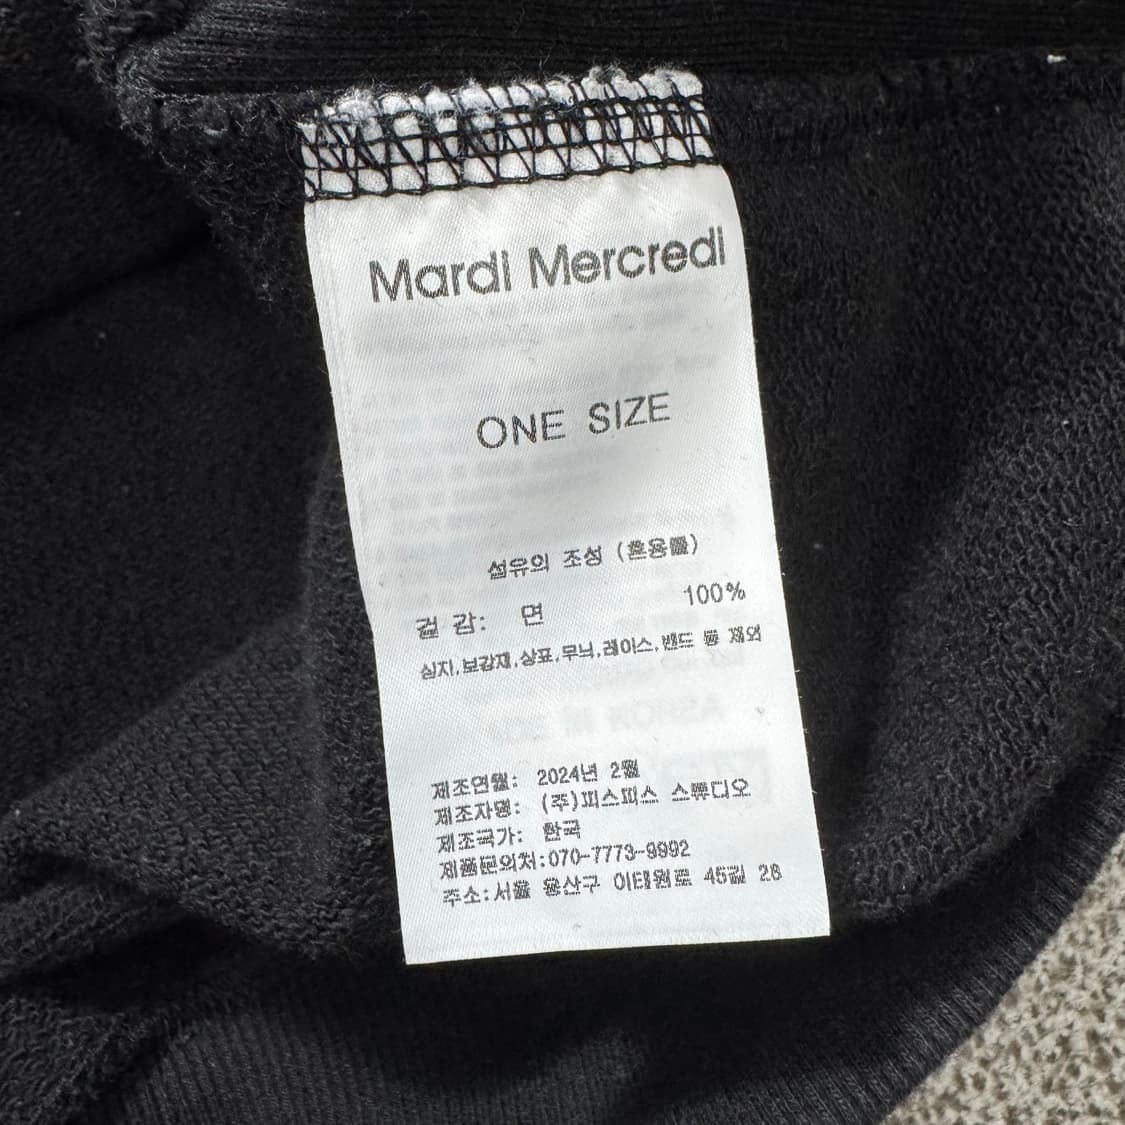 Mardi Mercredi
ONE SIZE
섬유의 조성 (혼용률)
겉 감: 면 100%
심지,보강재,상표,무늬,레이스,밴드 등 제외
제조연월: 2024년 2월
제조자명: (주)피스피스 스튜디오
제조국가: 한국
제품문의처:070-7773-9992
주소:서울 용산구 이태원로 45길 28